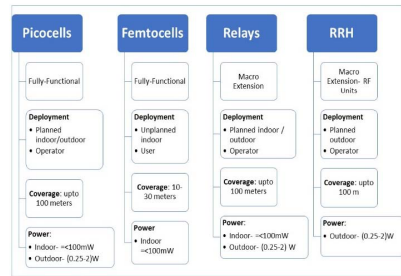 Picocells
Fully-Functional
Deployment
• Planned
indoor/outdoor
• Operator
Coverage: upto
100 meters
Power:
• Indoor- =<100mW
• Outdoor- (0.25-2)W
Femtocells
Fully-Functional
Deployment
• Unplanned
indoor
• User
Coverage: 10-
30 meters
Power:
• Indoor
=<100mW
Relays
Macro
Extension
Deployment
• Planned indoor /
outdoor
• Operator
Coverage: upto
100 meters
Power:
• Indoor- =<100mW
• Outdoor- (0.25-2)W
RRH
Macro
Extension- RF
Units
Deployment
• Planned
outdoor
• Operator
Coverage: upto
100 m
Power:
• Outdoor- (0.25-2)W